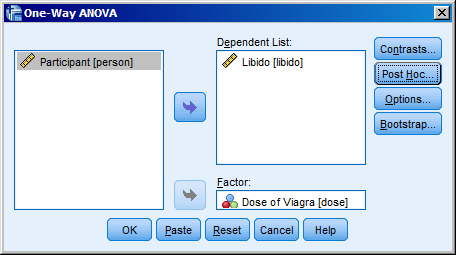 One-Way ANOVA
Participant [person]
Dependent List:
Libido [libido]
Factor:
Dose of Viagra [dose]
Contrasts...
Post Hoc...
Options...
Bootstrap...
OK Paste Reset Cancel Help